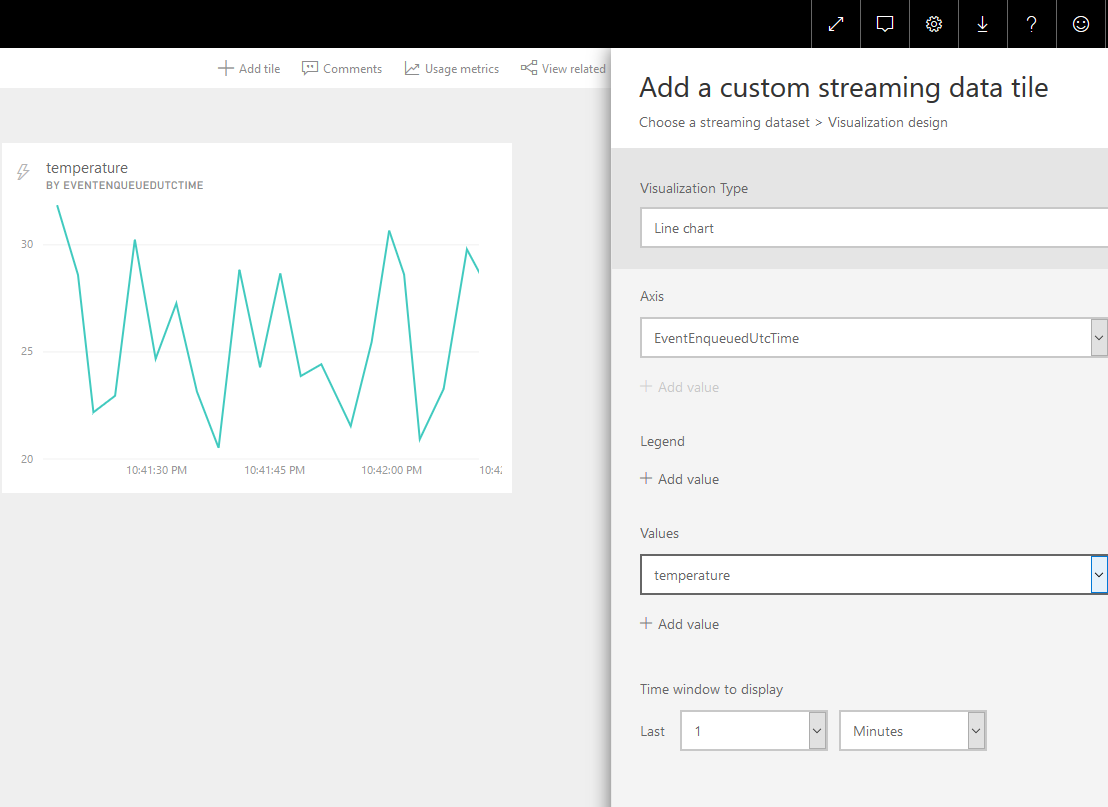 Add tile
Comments
Usage metrics
View related
temperature
BY EVENTENQUEUEDUTCTIME
30
25
20
10:41:30 PM
10:41:45 PM
10:42:00 PM
Add a custom streaming data tile
Choose a streaming dataset > Visualization design
Visualization Type
Line chart
Axis
EventEnqueuedUtcTime
+ Add value
Legend
+ Add value
Values
temperature
+ Add value
Time window to display
Last 1 Minutes